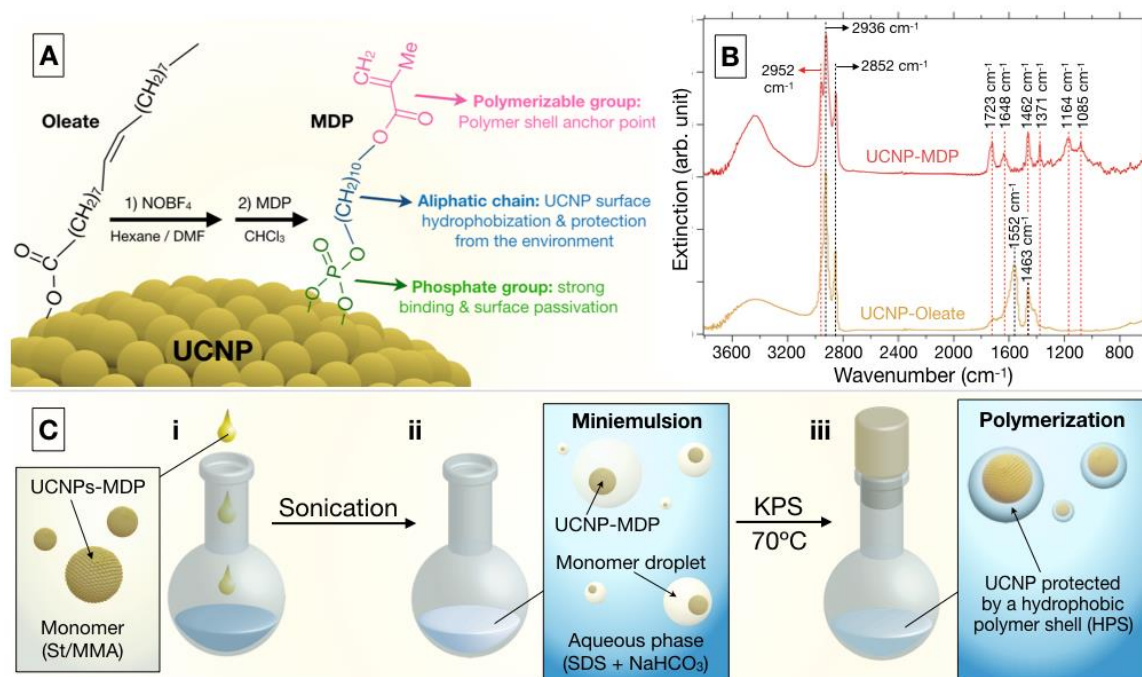 A
Oleate
(CH₂)₇
(CH₂)₇
O
C
O
1) NOBF₄
Hexane / DMF
2) MDP
CHCl₃
MDP
CH₂
Me
O
O
(CH₂)₁₀
O
O
P
O
O
Polymerizable group:
Polymer shell anchor point
Aliphatic chain: UCNP surface
hydrophobization & protection
from the environment
Phosphate group: strong
binding & surface passivation
UCNP
B
Extinction (arb. unit)
2936 cm⁻¹
2952
cm⁻¹
2852 cm⁻¹
1723 cm⁻¹
1648 cm⁻¹
1462 cm⁻¹
1371 cm⁻¹
1164 cm⁻¹
1085 cm⁻¹
UCNP-MDP
1552 cm⁻¹
1463 cm⁻¹
UCNP-Oleate
3600 3200 2800 2400 2000 1600 1200 800
Wavenumber (cm⁻¹)
C
i
UCNPs-MDP
Monomer
(St/MMA)
Sonication
ii
Miniemulsion
UCNP-MDP
Monomer droplet
Aqueous phase
(SDS + NaHCO₃)
KPS
70ºC
iii
Polymerization
UCNP protected
by a hydrophobic
polymer shell (HPS)